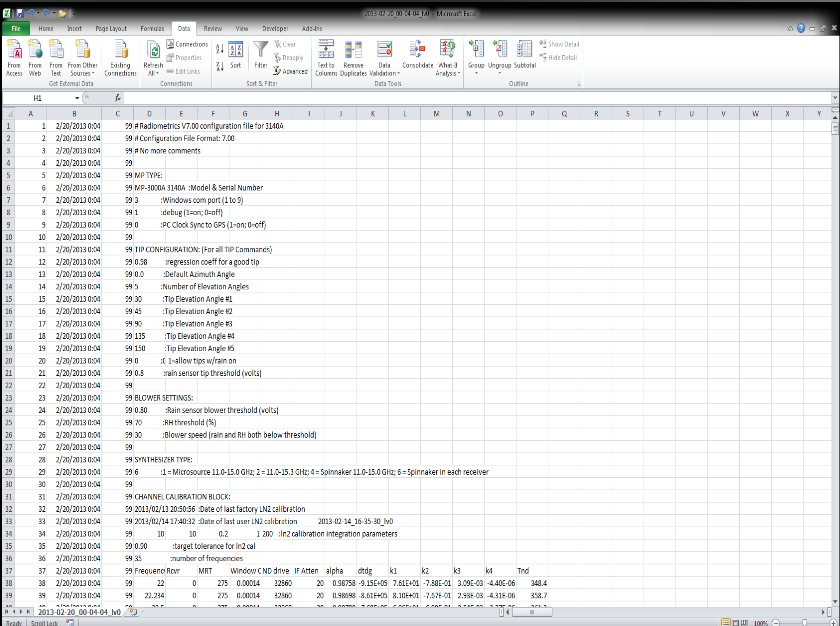 2013-02-20_00-04-04_lv0 - Microsoft Excel
File Home Insert Page Layout Formulas Data Review View Developer Add-Ins
From Access From Web From Text From Other Sources Existing Connections Refresh All Connections Properties Edit Links Sort Filter Clear Reapply Advanced Text to Columns Remove Duplicates Data Validation Consolidate What-If Analysis Group Ungroup Subtotal Show Detail Hide Detail
Get External Data Connections Sort & Filter Data Tools Outline
H1 fx
A B C D E F G H I J K L M N O P Q R S T U V W X Y
1 1 2/20/2013 0:04 99 # Radiometrics V7.00 configuration file for 3140A
2 2 2/20/2013 0:04 99 # Configuration File Format: 7.00
3 3 2/20/2013 0:04 99 # No more comments
4 4 2/20/2013 0:04 99
5 5 2/20/2013 0:04 99 MP TYPE:
6 6 2/20/2013 0:04 99 MP-3000A 3140A :Model & Serial Number
7 7 2/20/2013 0:04 99 3 :Windows com port (1 to 9)
8 8 2/20/2013 0:04 99 1 :debug (1=on; 0=off)
9 9 2/20/2013 0:04 99 0 :PC Clock Sync to GPS (1=on; 0=off)
10 10 2/20/2013 0:04 99
11 11 2/20/2013 0:04 99 TIP CONFIGURATION: (For all TIP Commands)
12 12 2/20/2013 0:04 99 0.98 :regression coeff for a good tip
13 13 2/20/2013 0:04 99 0.0 :Default Azimuth Angle
14 14 2/20/2013 0:04 99 5 :Number of Elevation Angles
15 15 2/20/2013 0:04 99 30 :Tip Elevation Angle #1
16 16 2/20/2013 0:04 99 45 :Tip Elevation Angle #2
17 17 2/20/2013 0:04 99 90 :Tip Elevation Angle #3
18 18 2/20/2013 0:04 99 135 :Tip Elevation Angle #4
19 19 2/20/2013 0:04 99 150 :Tip Elevation Angle #5
20 20 2/20/2013 0:04 99 0 :( 1=allow tips w/rain on
21 21 2/20/2013 0:04 99 0.8 :rain sensor tip threshold (volts)
22 22 2/20/2013 0:04 99
23 23 2/20/2013 0:04 99 BLOWER SETTINGS:
24 24 2/20/2013 0:04 99 0.80 :Rain sensor blower threshold (volts)
25 25 2/20/2013 0:04 99 70 :RH threshold (%)
26 26 2/20/2013 0:04 99 30 :Blower speed (rain and RH both below threshold)
27 27 2/20/2013 0:04 99
28 28 2/20/2013 0:04 99 SYNTHESIZER TYPE:
29 29 2/20/2013 0:04 99 6 :1 = Microsource 11.0-15.0 GHz; 2 = 11.0-15.3 GHz; 4 = Spinnaker 11.0-15.0 GHz; 6 = Spinnaker in each receiver
30 30 2/20/2013 0:04 99
31 31 2/20/2013 0:04 99 CHANNEL CALIBRATION BLOCK:
32 32 2/20/2013 0:04 99 2013/02/13 20:50:56 :Date of last factory LN2 calibration
33 33 2/20/2013 0:04 99 2013/02/14 17:40:32 :Date of last user LN2 calibration 2013-02-14_16-35-30_lv0
34 34 2/20/2013 0:04 99 10 10 0.2 1 200 :ln2 calibration integration parameters
35 35 2/20/2013 0:04 99 0.90 :target tolerance for ln2 cal
36 36 2/20/2013 0:04 99 35 :number of frequencies
37 37 2/20/2013 0:04 99 Frequenc Rcvr MRT Window C ND drive IF Atten alpha dtdg k1 k2 k3 k4 Tnd
38 38 2/20/2013 0:04 99 22 0 275 0.00014 32860 20 0.98758 -9.15E+05 7.61E+01 -7.88E-01 3.09E-03 -4.40E-06 348.4
39 39 2/20/2013 0:04 99 22.234 0 275 0.00014 32860 20 0.98698 -8.61E+05 8.10E+01 -7.67E-01 2.93E-03 -4.31E-06 358.7
2013-02-20_00-04-04_lv0
Ready Scroll Lock 100%